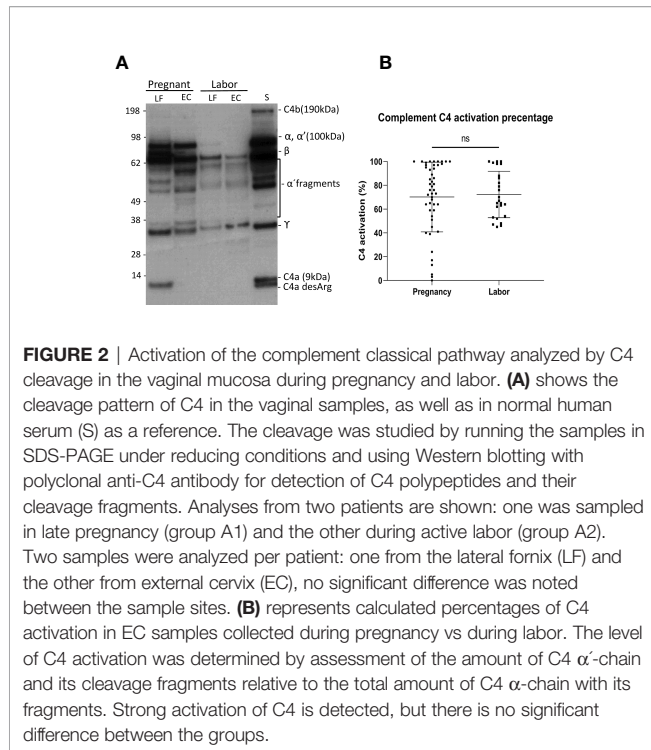 A
B
Pregnant Labor
LF EC LF EC S
198
98
62
49
38
28
14
C4b(190kDa)
α, α'(100kDa)
β
α'fragments
ϒ
C4a (9kDa)
C4a desArg
Complement C4 activation precentage
ns
C4 activation (%)
100
80
60
40
20
0
Pregnancy Labor
FIGURE 2 | Activation of the complement classical pathway analyzed by C4
cleavage in the vaginal mucosa during pregnancy and labor. (A) shows the
cleavage pattern of C4 in the vaginal samples, as well as in normal human
serum (S) as a reference. The cleavage was studied by running the samples in
SDS-PAGE under reducing conditions and using Western blotting with
polyclonal anti-C4 antibody for detection of C4 polypeptides and their
cleavage fragments. Analyses from two patients are shown: one was sampled
in late pregnancy (group A1) and the other during active labor (group A2).
Two samples were analyzed per patient: one from the lateral fornix (LF) and
the other from external cervix (EC), no significant difference was noted
between the sample sites. (B) represents calculated percentages of C4
activation in EC samples collected during pregnancy vs during labor. The level
of C4 activation was determined by assessment of the amount of C4 α´-chain
and its cleavage fragments relative to the total amount of C4 α-chain with its
fragments. Strong activation of C4 is detected, but there is no significant
difference between the groups.